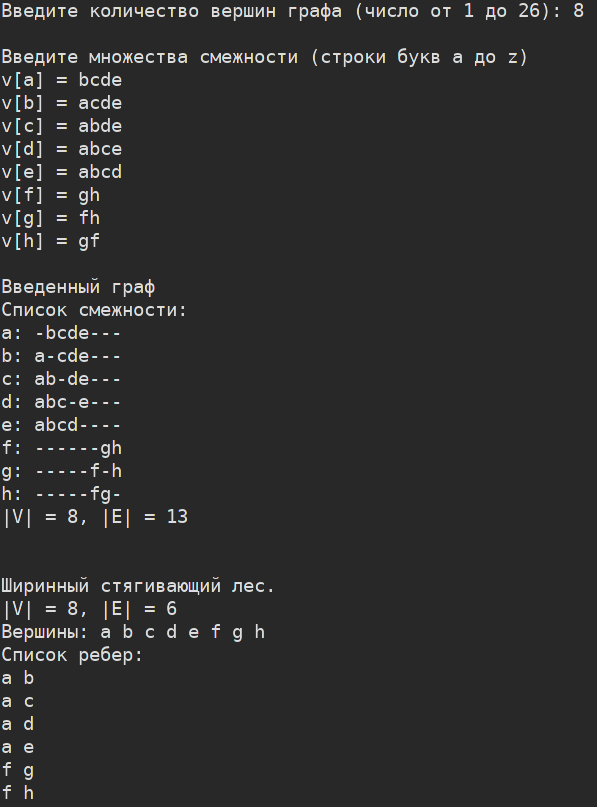 Введите количество вершин графа (число от 1 до 26): 8
Введите множества смежности (строки букв a до z)
v[a] = bcde
v[b] = acde
v[c] = abde
v[d] = abce
v[e] = abcd
v[f] = gh
v[g] = fh
v[h] = gf
Введенный граф
Список смежности:
a: -bcde---
b: a-cde---
c: ab-de---
d: abc-e---
e: abcd----
f: ------gh
g: -----f-h
h: -----fg-
|V| = 8, |E| = 13
Ширинный стягивающий лес.
|V| = 8, |E| = 6
Вершины: a b c d e f g h
Список ребер:
a b
a c
a d
a e
f g
f h